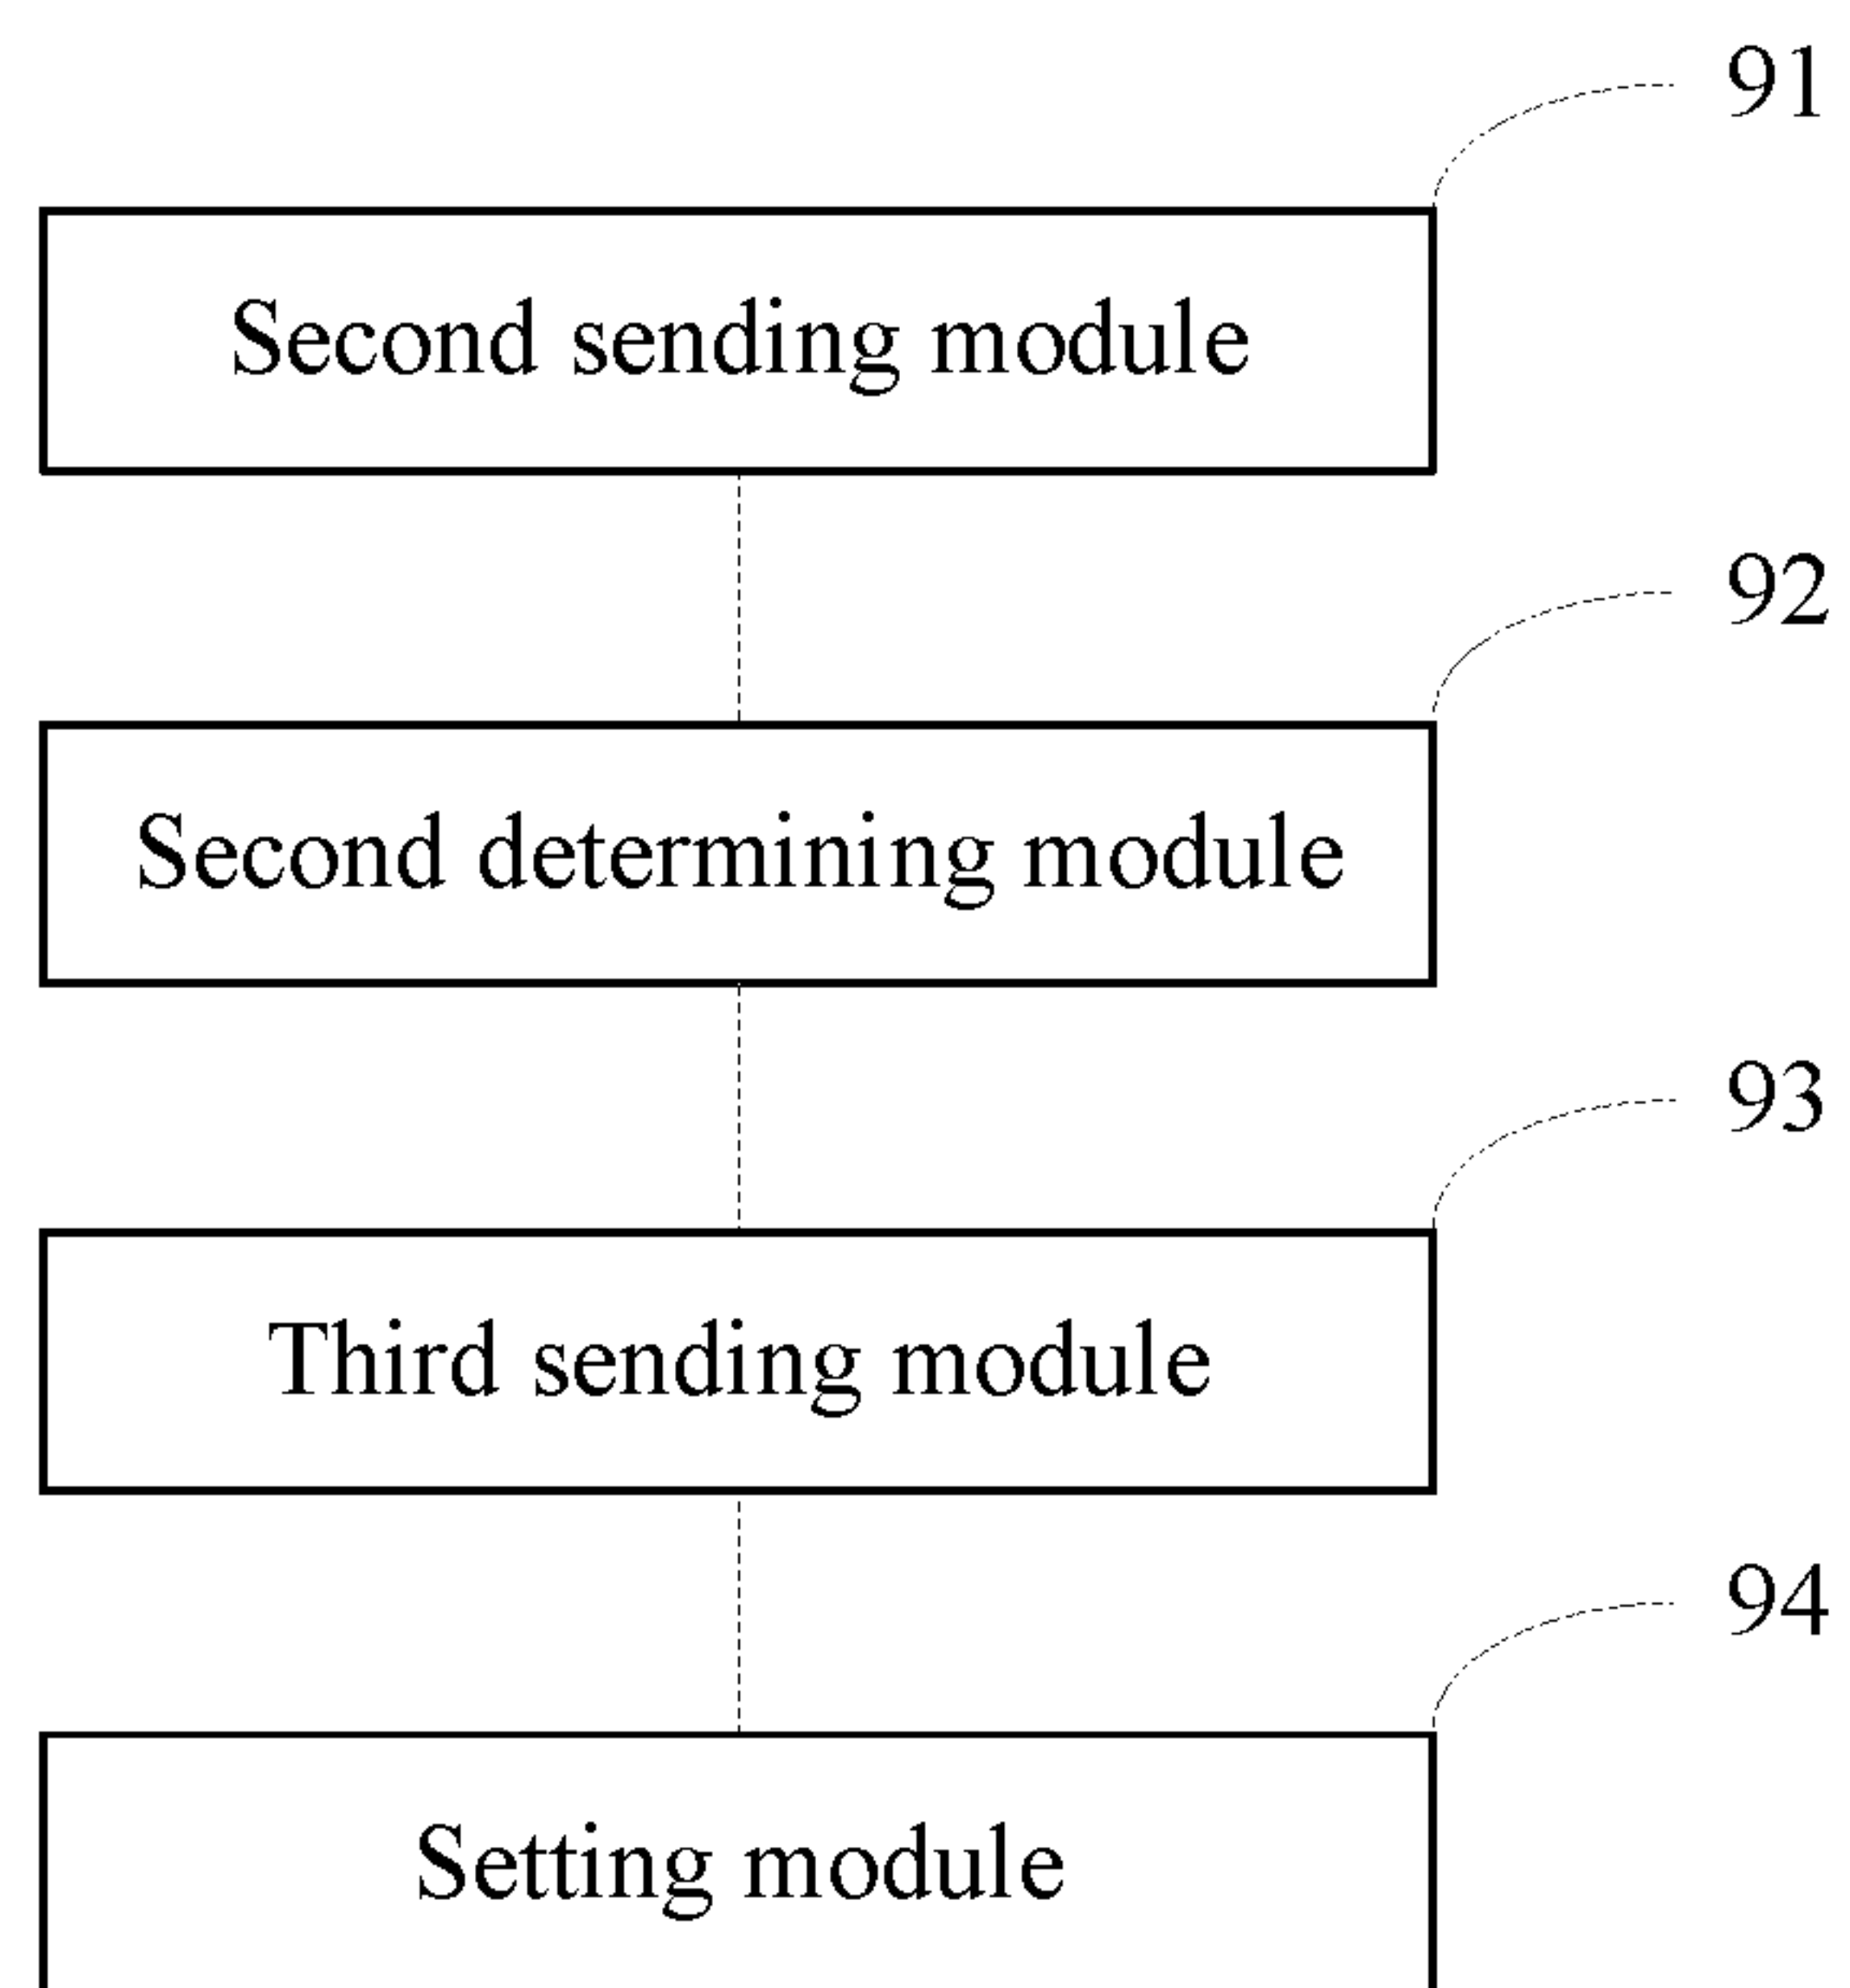 91
Second sending module
92
Second determining module
93
Third sending module
94
Setting module